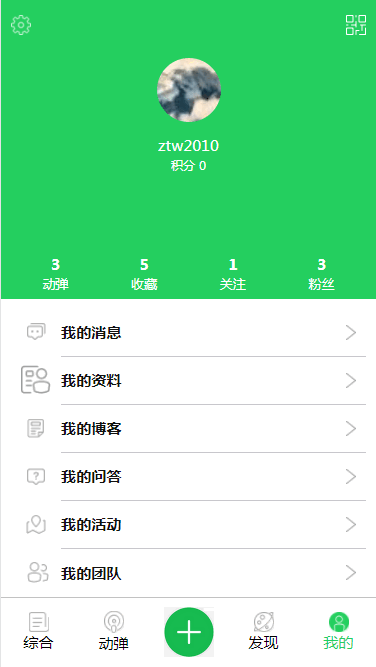 ztw2010
积分 0
3 5 1 3
动弹 收藏 关注 粉丝
我的消息
我的资料
我的博客
我的问答
我的活动
我的团队
综合 动弹 发现 我的